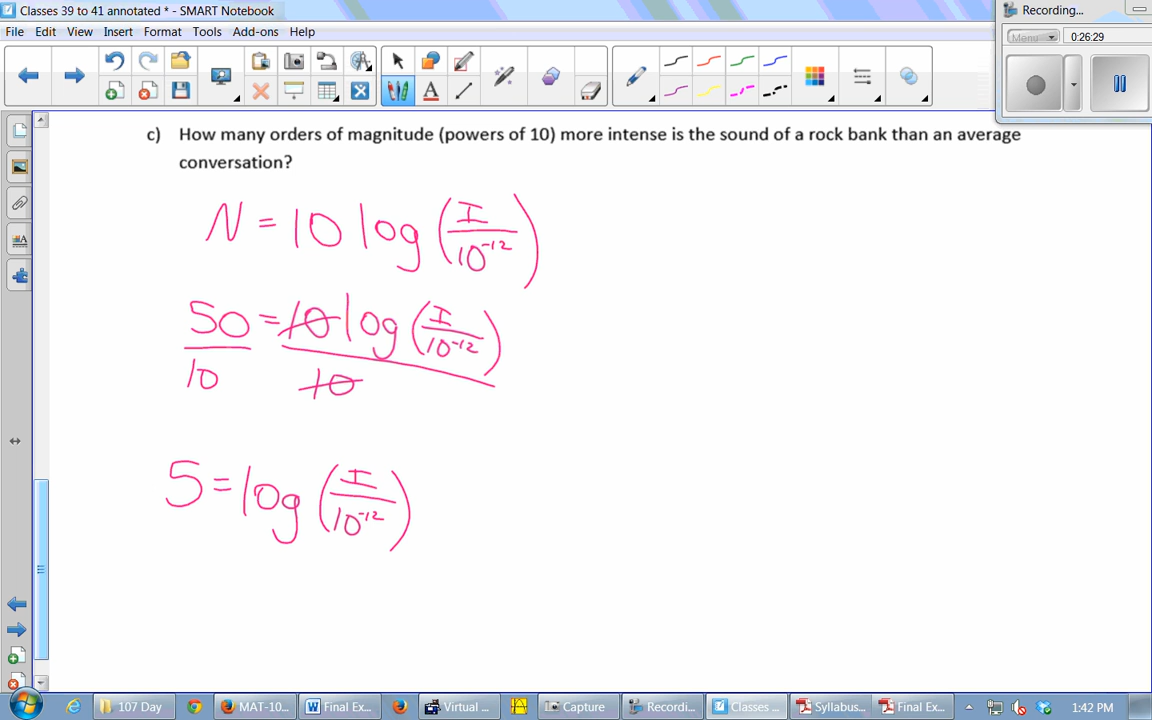 Classes 39 to 41 annotated * - SMART Notebook
Recording...
File Edit View Insert Format Tools Add-ons Help
Menu
0:26:29
c) How many orders of magnitude (powers of 10) more intense is the sound of a rock bank than an average
conversation?
N = 10 log (I / 10⁻¹²)
50 / 10 = 10 log (I / 10⁻¹²) / 10
5 = log (I / 10⁻¹²)
107 Day
MAT-10...
Final Ex...
Virtual ...
Capture
Recordi...
Classes ...
Syllabus...
Final Ex...
1:42 PM